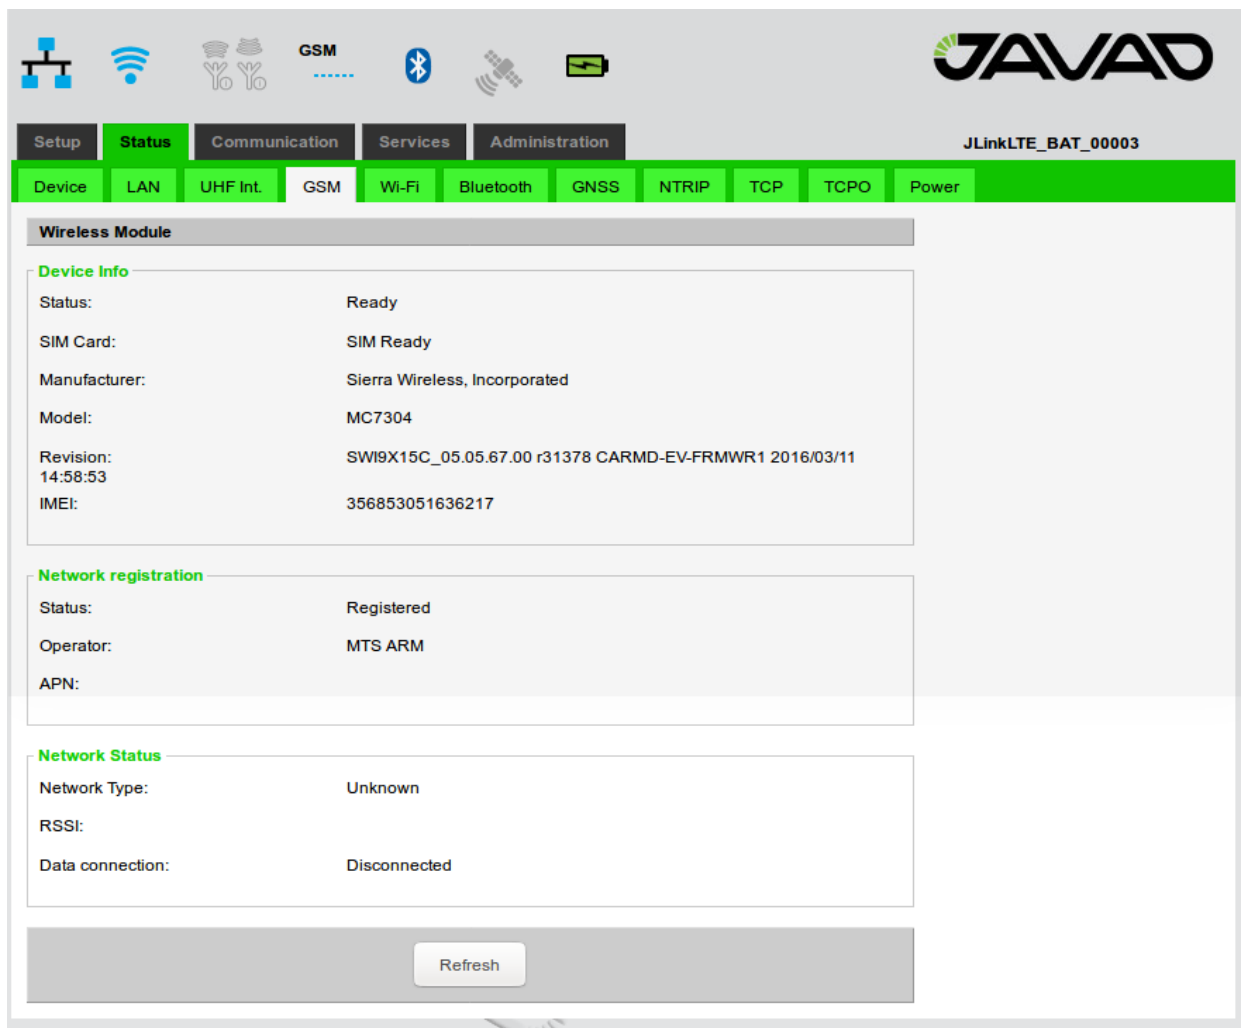 GSM
JAVAD
Setup Status Communication Services Administration JLinkLTE_BAT_00003
Device LAN UHF Int. GSM Wi-Fi Bluetooth GNSS NTRIP TCP TCPO Power
Wireless Module
Device Info
Status: Ready
SIM Card: SIM Ready
Manufacturer: Sierra Wireless, Incorporated
Model: MC7304
Revision: SWI9X15C_05.05.67.00 r31378 CARMD-EV-FRMWR1 2016/03/11
14:58:53
IMEI: 356853051636217
Network registration
Status: Registered
Operator: MTS ARM
APN:
Network Status
Network Type: Unknown
RSSI:
Data connection: Disconnected
Refresh